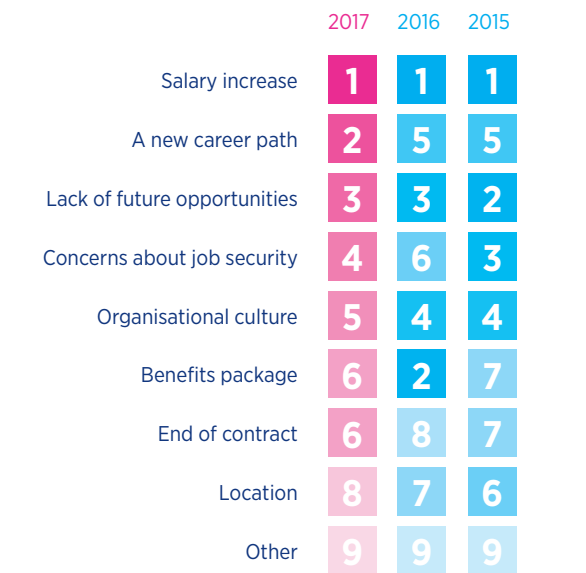 2017 2016 2015
Salary increase 1 1 1
A new career path 2 5 5
Lack of future opportunities 3 3 2
Concerns about job security 4 6 3
Organisational culture 5 4 4
Benefits package 6 2 7
End of contract 6 8 7
Location 8 7 6
Other 9 9 9